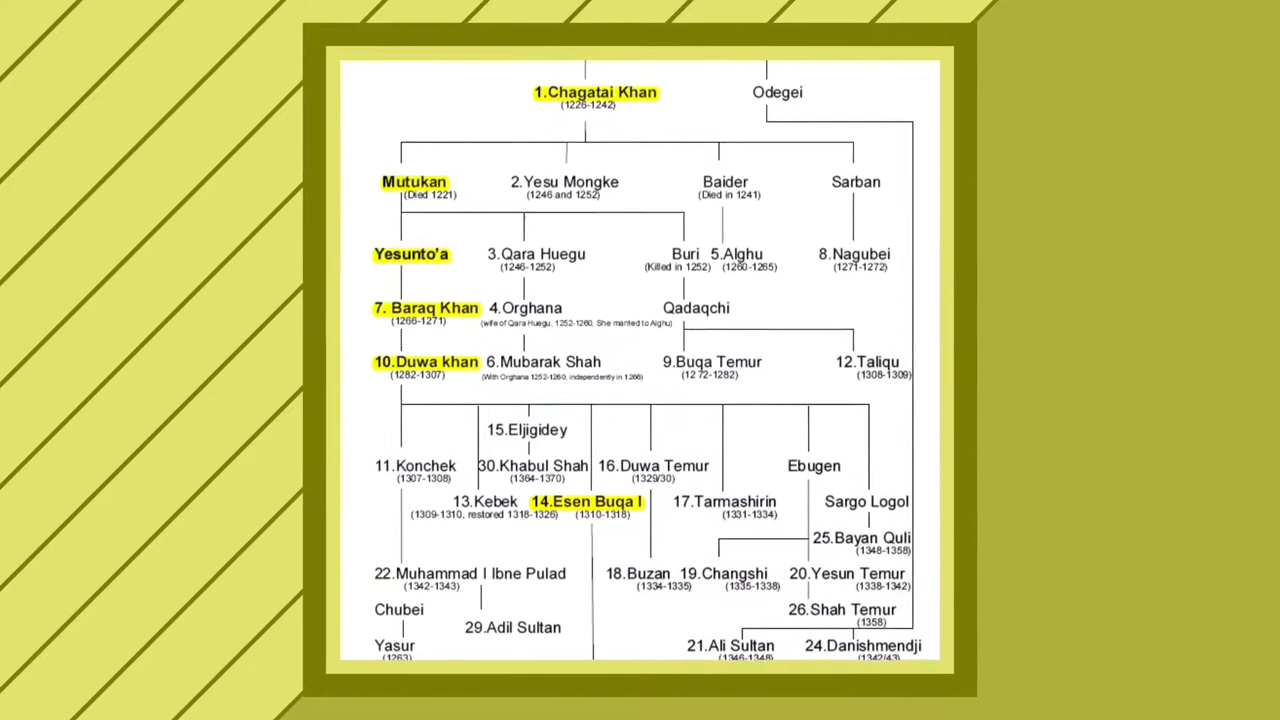 1.Chagatai Khan
(1226-1242)
Odegei
Mutukan
(Died 1221)
2.Yesu Mongke
(1246 and 1252)
Baider
(Died in 1241)
Sarban
Yesunto'a
3.Qara Huegu
(1246-1252)
Buri
(Killed in 1252)
5.Alghu
(1260-1265)
8.Nagubei
(1271-1272)
7. Baraq Khan
(1266-1271)
4.Orghana
(wife of Qara Huegu, 1252-1260, She married to Alghu)
Qadaqchi
10.Duwa khan
(1282-1307)
6.Mubarak Shah
(With Orghana 1252-1260, independently in 1266)
9.Buqa Temur
(1272-1282)
12.Taliqu
(1308-1309)
15.Eljigidey
11.Konchek
(1307-1308)
30.Khabul Shah
(1364-1370)
16.Duwa Temur
(1329/30)
Ebugen
13.Kebek
(1309-1310, restored 1318-1326)
14.Esen Buqa I
(1310-1318)
17.Tarmashirin
(1331-1334)
Sargo Logol
25.Bayan Quli
(1348-1358)
22.Muhammad I Ibne Pulad
(1342-1343)
18.Buzan
(1334-1335)
19.Changshi
(1335-1338)
20.Yesun Temur
(1338-1342)
Chubei
26.Shah Temur
(1358)
29.Adil Sultan
Yasur
(1263)
21.Ali Sultan
(1346-1348)
24.Danishmendji
(1342/43)